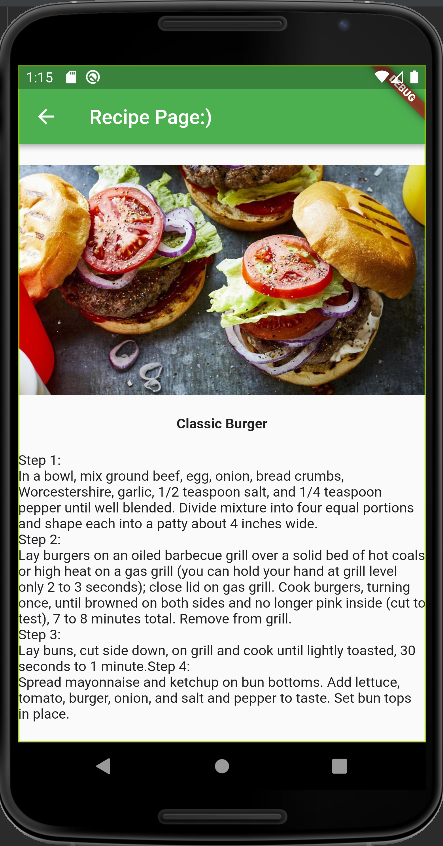 1:15
DEBUG
Recipe Page:)
Classic Burger
Step 1:
In a bowl, mix ground beef, egg, onion, bread crumbs,
Worcestershire, garlic, 1/2 teaspoon salt, and 1/4 teaspoon
pepper until well blended. Divide mixture into four equal portions
and shape each into a patty about 4 inches wide.
Step 2:
Lay burgers on an oiled barbecue grill over a solid bed of hot coals
or high heat on a gas grill (you can hold your hand at grill level
only 2 to 3 seconds); close lid on gas grill. Cook burgers, turning
once, until browned on both sides and no longer pink inside (cut to
test), 7 to 8 minutes total. Remove from grill.
Step 3:
Lay buns, cut side down, on grill and cook until lightly toasted, 30
seconds to 1 minute.Step 4:
Spread mayonnaise and ketchup on bun bottoms. Add lettuce,
tomato, burger, onion, and salt and pepper to taste. Set bun tops
in place.